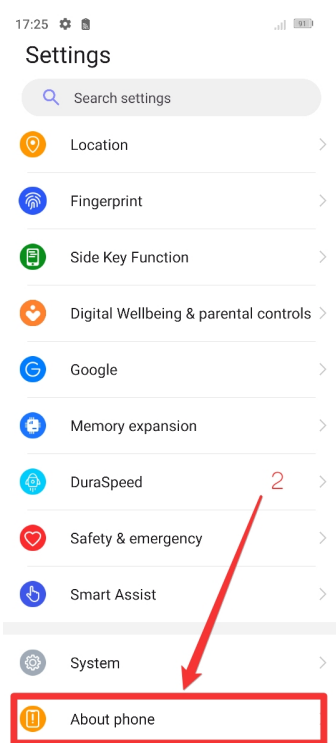 17:25
91
Settings
Search settings
Location
Fingerprint
Side Key Function
Digital Wellbeing & parental controls
Google
Memory expansion
DuraSpeed
2
Safety & emergency
Smart Assist
System
About phone